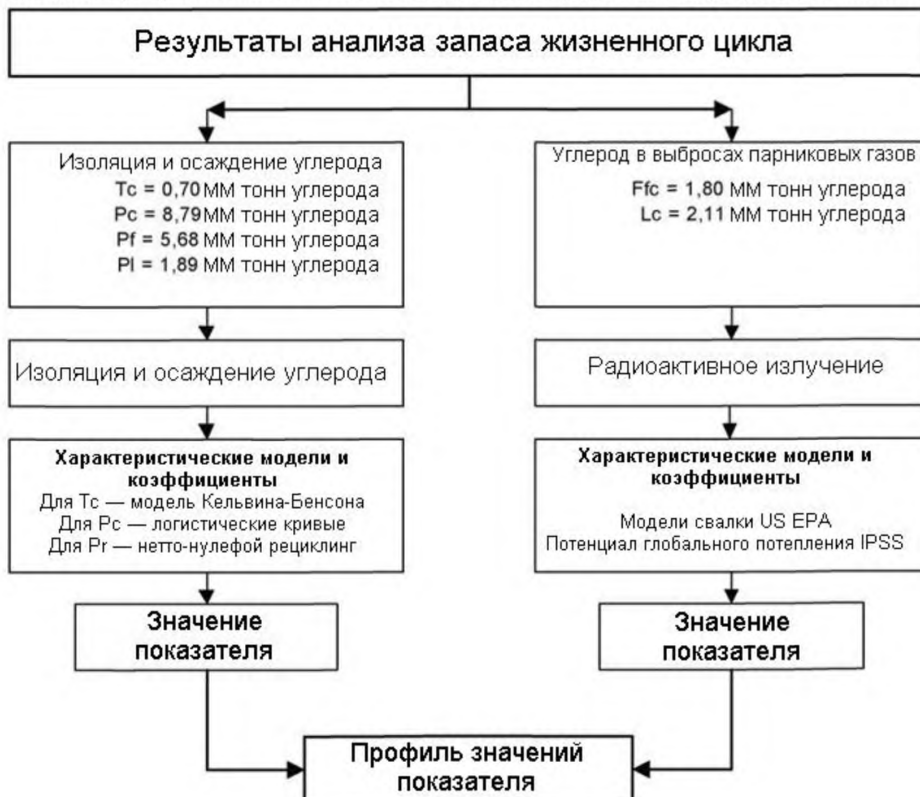 Результаты анализа запаса жизненного цикла
Изоляция и осаждение углерода
Tc = 0,70 ММ тонн углерода
Pc = 8,79 ММ тонн углерода
Pf = 5,68 ММ тонн углерода
Pl = 1,89 ММ тонн углерода
Углерод в выбросах парниковых газов
Ffc = 1,80 ММ тонн углерода
Lc = 2,11 ММ тонн углерода
Изоляция и осаждение углерода
Радиоактивное излучение
Характеристические модели и
коэффициенты
Для Tc — модель Кельвина-Бенсона
Для Pc — логистические кривые
Для Pr — нетто-нулефой рециклинг
Характеристические модели и
коэффициенты
Модели свалки US EPA
Потенциал глобального потепления IPSS
Значение
показателя
Значение
показателя
Профиль значений
показателя